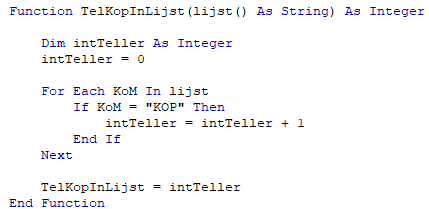 Function TelKopInLijst(lijst() As String) As Integer
Dim intTeller As Integer
intTeller = 0
For Each KoM In lijst
If KoM = "KOP" Then
intTeller = intTeller + 1
End If
Next
TelKopInLijst = intTeller
End Function